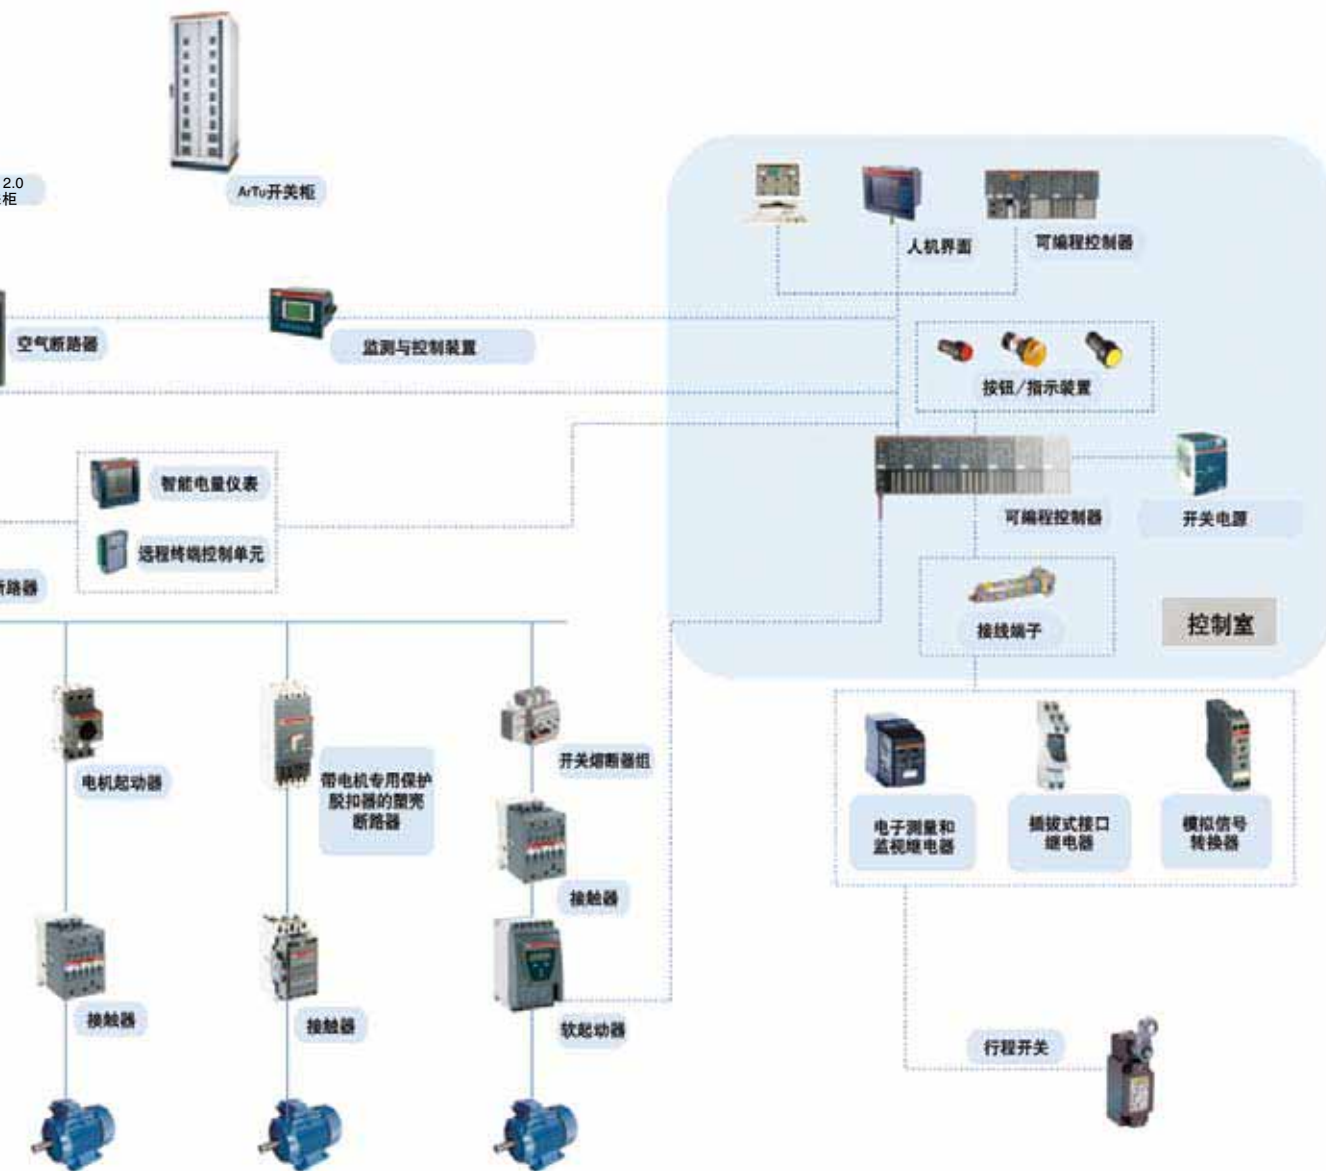 2.0
柜
ArTu开关柜
人机界面
可编程控制器
空气断路器
监测与控制装置
按钮/指示装置
智能电量仪表
可编程控制器
开关电源
远程终端控制单元
断路器
接线端子
控制室
电机起动器
带电机专用保护
脱扣器的塑壳
断路器
开关熔断器组
电子测量和
监视继电器
插拔式接口
继电器
模拟信号
转换器
接触器
接触器
接触器
软起动器
行程开关